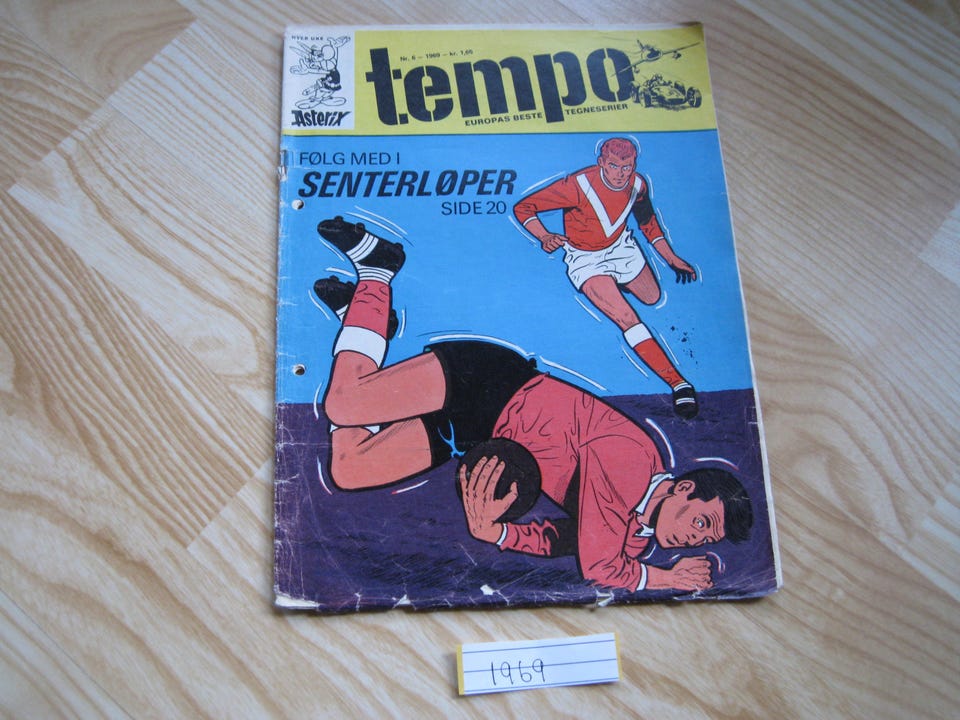 HVER UKE
Asterix
Nr. 6 — 1969 — kr. 1,65
tempo
EUROPAS BESTE TEGNESERIER
FØLG MED I
SENTERLØPER
SIDE 20
1969